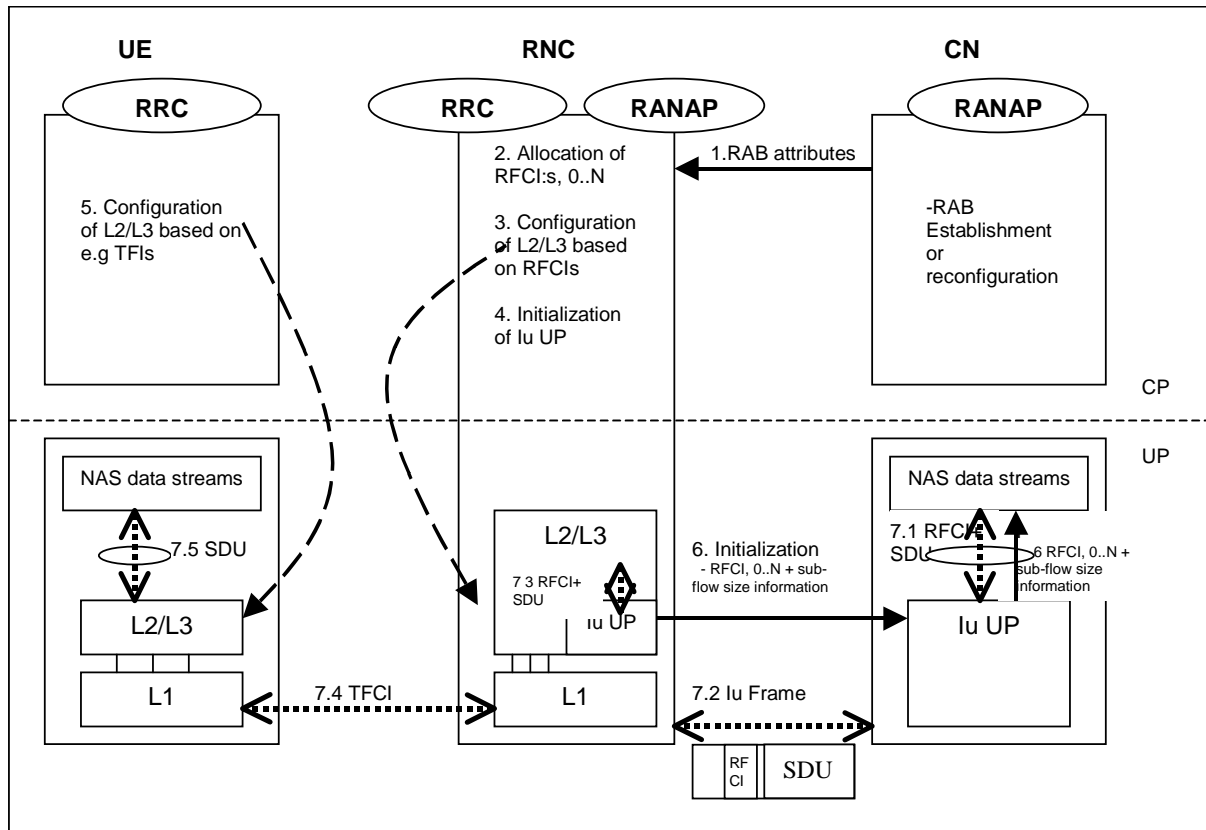 UE
RNC
CN
RRC
RRC
RANAP
RANAP
1.RAB attributes
2. Allocation of
RFCI:s, 0..N
3. Configuration
of L2/L3 based
on RFCIs
4. Initialization
of Iu UP
5. Configuration
of L2/L3 based on
e.g TFIs
-RAB
Establishment
or
reconfiguration
CP
UP
NAS data streams
7.5 SDU
L2/L3
L1
7.4 TFCI
L2/L3
7 3 RFCI+
SDU
Iu UP
L1
6. Initialization
- RFCI, 0..N + sub-
flow size information
7.2 Iu Frame
RF
CI
SDU
NAS data streams
7.1 RFCI+
SDU
6 RFCI, 0..N +
sub-flow size
information
Iu UP